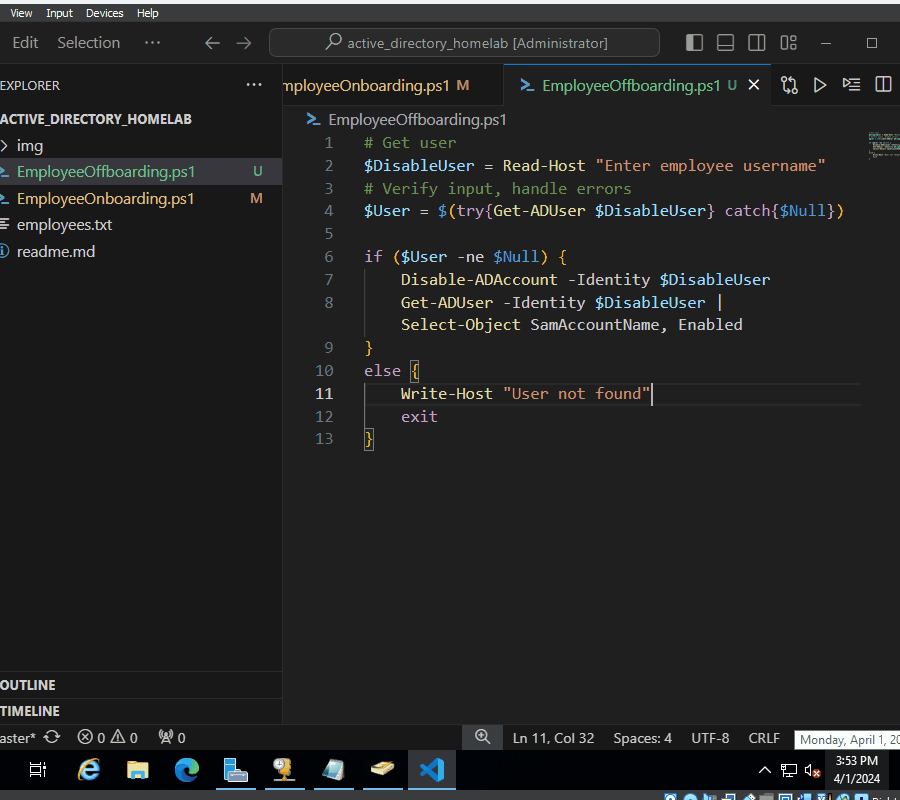 View Input Devices Help
Edit Selection ··· active_directory_homelab [Administrator]
EXPLORER ···
mployeeOnboarding.ps1 M
EmployeeOffboarding.ps1 U
ACTIVE_DIRECTORY_HOMELAB
img
EmployeeOffboarding.ps1 U
EmployeeOnboarding.ps1 M
employees.txt
readme.md
EmployeeOffboarding.ps1
1 # Get user
2 $DisableUser = Read-Host "Enter employee username"
3 # Verify input, handle errors
4 $User = $(try{Get-ADUser $DisableUser} catch{$Null})
5
6 if ($User -ne $Null) {
7 Disable-ADAccount -Identity $DisableUser
8 Get-ADUser -Identity $DisableUser |
Select-Object SamAccountName, Enabled
9 }
10 else {
11 Write-Host "User not found"
12 exit
13 }
OUTLINE
TIMELINE
aster* 0 0 0 Ln 11, Col 32 Spaces: 4 UTF-8 CRLF
Monday, April 1, 20
3:53 PM
4/1/2024